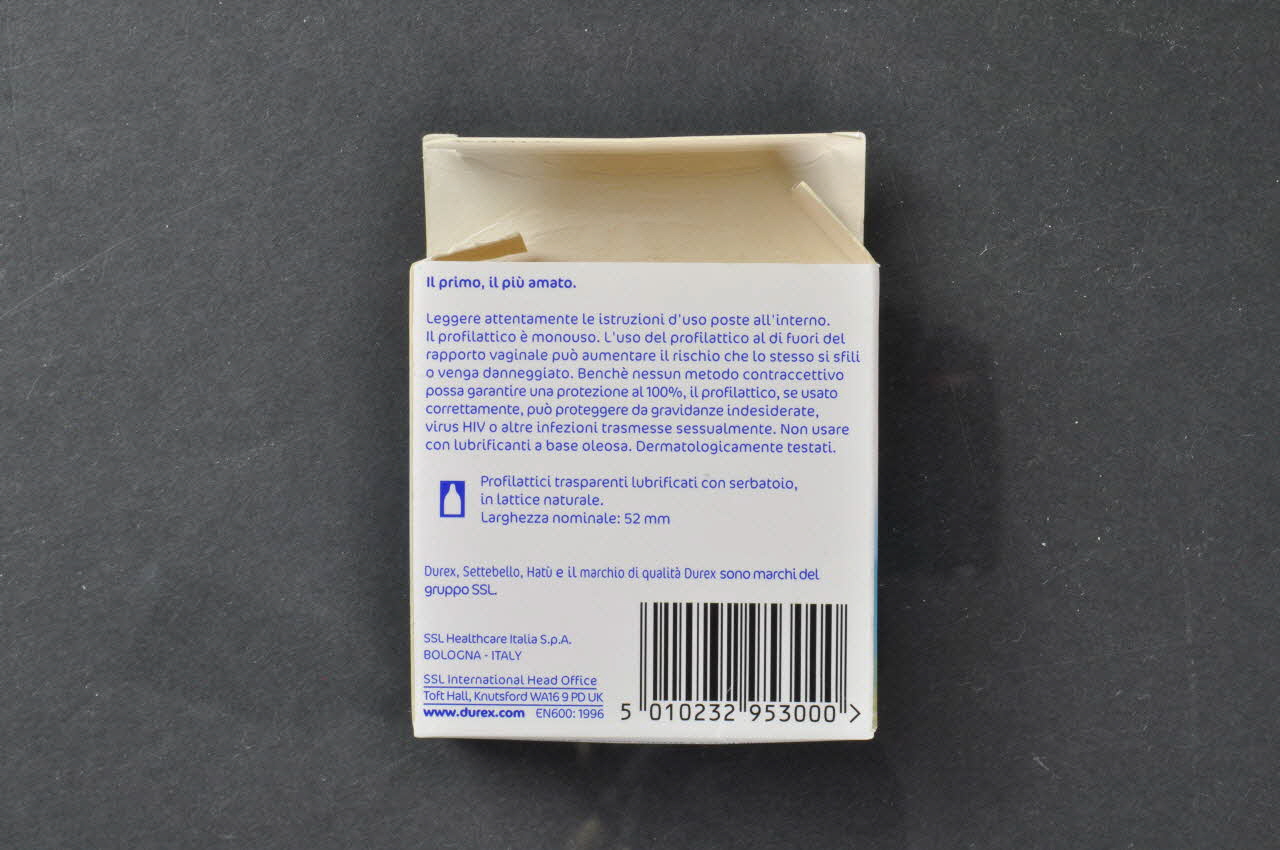 Il primo, il più amato.
Leggere attentamente le istruzioni d'uso poste all'interno.
Il profilattico è monouso. L'uso del profilattico al di fuori del
rapporto vaginale può aumentare il rischio che lo stesso si sfili
o venga danneggiato. Benchè nessun metodo contraccettivo
possa garantire una protezione al 100%, il profilattico, se usato
correttamente, può proteggere da gravidanze indesiderate,
virus HIV o altre infezioni trasmesse sessualmente. Non usare
con lubrificanti a base oleosa. Dermatologicamente testati.
Profilattici trasparenti lubrificati con serbatoio,
in lattice naturale.
Larghezza nominale: 52 mm
Durex, Settebello, Hatù e il marchio di qualità Durex sono marchi del
gruppo SSL.
SSL Healthcare Italia S.p.A.
BOLOGNA - ITALY
SSL International Head Office
Toft Hall, Knutsford WA16 9 PD UK
www.durex.com EN600: 1996
5 010232 953000 >